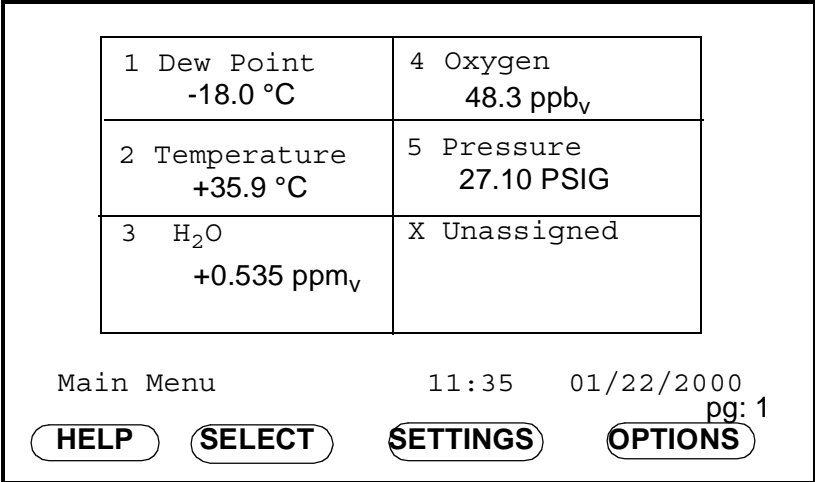 1 Dew Point
-18.0 °C
4 Oxygen
48.3 ppbᵥ
2 Temperature
+35.9 °C
5 Pressure
27.10 PSIG
3 H₂O
+0.535 ppmᵥ
X Unassigned
Main Menu 11:35 01/22/2000
pg: 1
HELP SELECT SETTINGS OPTIONS